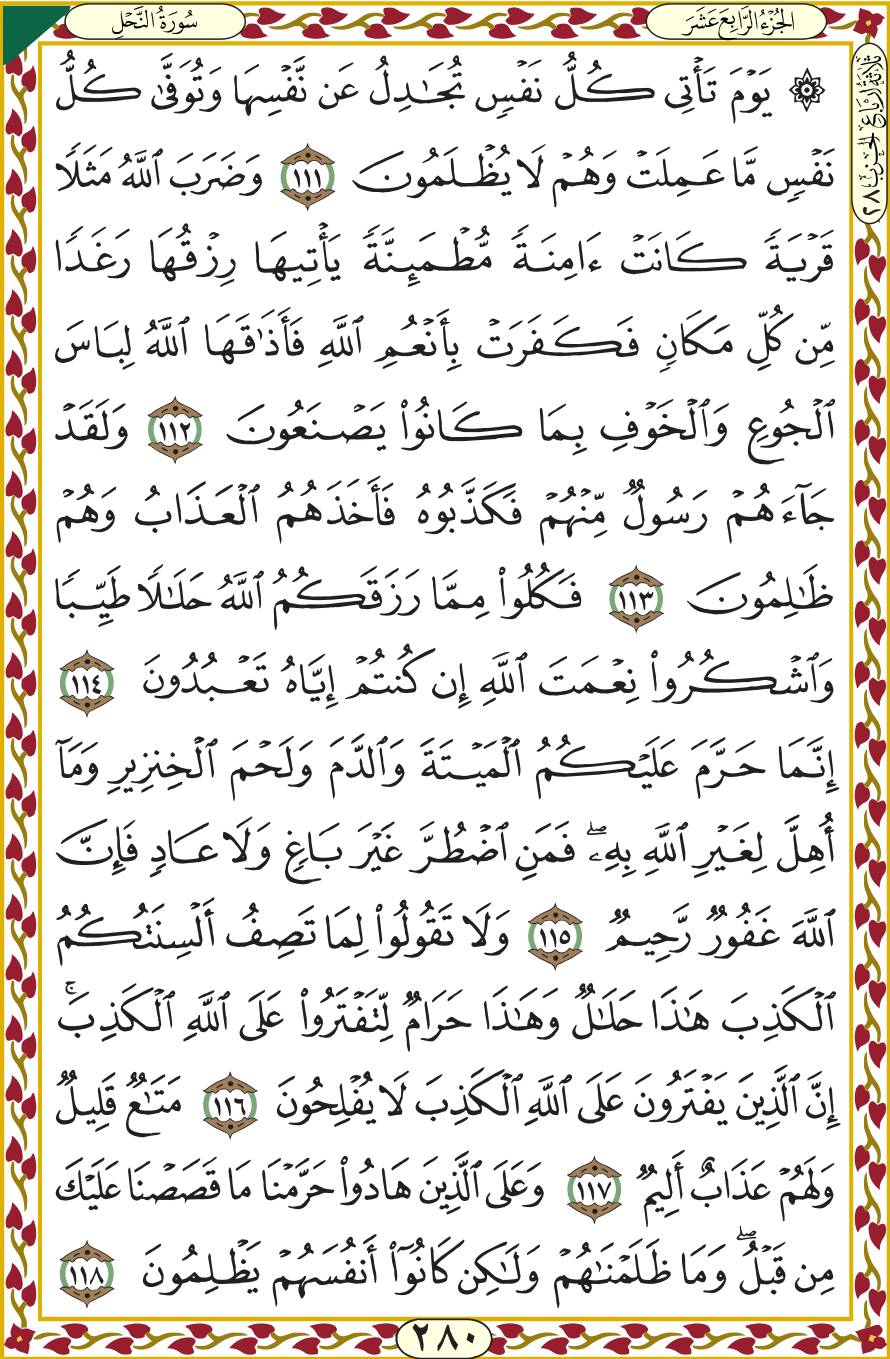 سُورَةُ النَّحْلِ
الجُزْءُ الرَّابِعَ عَشَرَ
ثَلَاثَةُ أَرْبَاعِ الحِزْبِ ٢٨
۞ يَوْمَ تَأْتِى كُلُّ نَفْسٍ تُجَٰدِلُ عَن نَّفْسِهَا وَتُوَفَّىٰ كُلُّ
نَفْسٍ مَّا عَمِلَتْ وَهُمْ لَا يُظْلَمُونَ ١١١ وَضَرَبَ ٱللَّهُ مَثَلًا
قَرْيَةً كَانَتْ ءَامِنَةً مُّطْمَئِنَّةً يَأْتِيهَا رِزْقُهَا رَغَدًا
مِّن كُلِّ مَكَانٍ فَكَفَرَتْ بِأَنْعُمِ ٱللَّهِ فَأَذَٰقَهَا ٱللَّهُ لِبَاسَ
ٱلْجُوعِ وَٱلْخَوْفِ بِمَا كَانُوا۟ يَصْنَعُونَ ١١٢ وَلَقَدْ
جَآءَهُمْ رَسُولٌ مِّنْهُمْ فَكَذَّبُوهُ فَأَخَذَهُمُ ٱلْعَذَابُ وَهُمْ
ظَٰلِمُونَ ١١٣ فَكُلُوا۟ مِمَّا رَزَقَكُمُ ٱللَّهُ حَلَٰلًا طَيِّبًا
وَٱشْكُرُوا۟ نِعْمَتَ ٱللَّهِ إِن كُنتُمْ إِيَّاهُ تَعْبُدُونَ ١١٤
إِنَّمَا حَرَّمَ عَلَيْكُمُ ٱلْمَيْتَةَ وَٱلدَّمَ وَلَحْمَ ٱلْخِنزِيرِ وَمَآ
أُهِلَّ لِغَيْرِ ٱللَّهِ بِهِۦۖ فَمَنِ ٱضْطُرَّ غَيْرَ بَاغٍ وَلَا عَادٍ فَإِنَّ
ٱللَّهَ غَفُورٌ رَّحِيمٌ ١١٥ وَلَا تَقُولُوا۟ لِمَا تَصِفُ أَلْسِنَتُكُمُ
ٱلْكَذِبَ هَٰذَا حَلَٰلٌ وَهَٰذَا حَرَامٌ لِّتَفْتَرُوا۟ عَلَى ٱللَّهِ ٱلْكَذِبَۚ
إِنَّ ٱلَّذِينَ يَفْتَرُونَ عَلَى ٱللَّهِ ٱلْكَذِبَ لَا يُفْلِحُونَ ١١٦ مَتَٰعٌ قَلِيلٌ
وَلَهُمْ عَذَابٌ أَلِيمٌ ١١٧ وَعَلَى ٱلَّذِينَ هَادُوا۟ حَرَّمْنَا مَا قَصَصْنَا عَلَيْكَ
مِن قَبْلُۖ وَمَا ظَلَمْنَٰهُمْ وَلَٰكِن كَانُوٓا۟ أَنفُسَهُمْ يَظْلِمُونَ ١١٨
٢٨٠